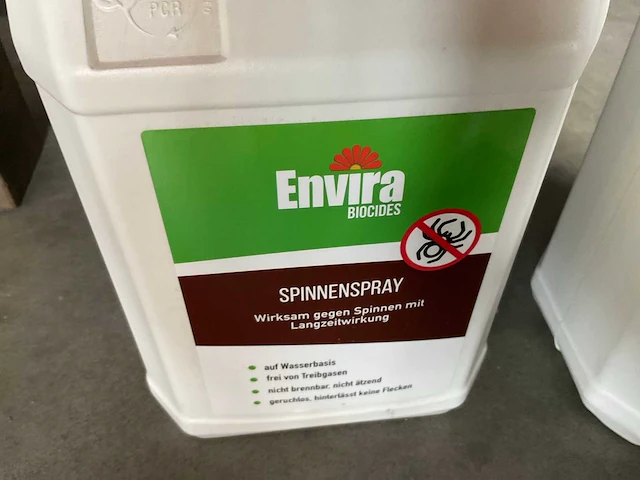 PCR
Envira
BIOCIDES
SPINNENSPRAY
Wirksam gegen Spinnen mit
Langzeitwirkung
auf Wasserbasis
frei von Treibgasen
nicht brennbar, nicht ätzend
geruchlos, hinterlässt keine Flecken